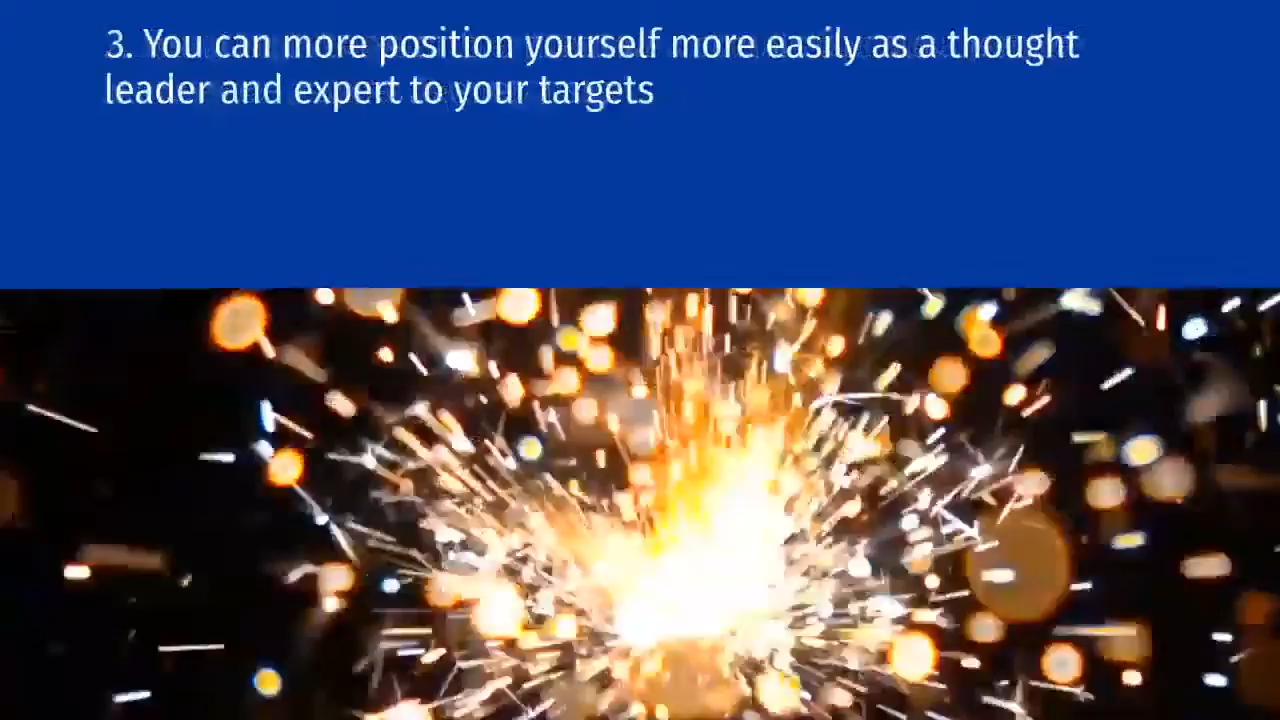 3. You can more position yourself more easily as a thought
leader and expert to your targets